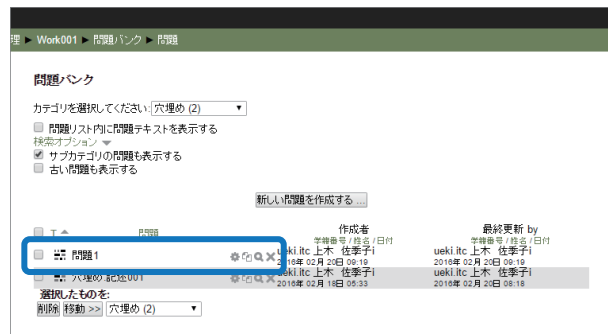 理 ► Work001 ► 問題バンク ► 問題
問題バンク
カテゴリを選択してください: 穴埋め (2) ▼
問題リスト内に問題テキストを表示する
検索オプション
サブカテゴリの問題も表示する
古い問題も表示する
新しい問題を作成する ...
T 問題 作成者 最終更新 by
学籍番号 / 姓名 / 日付 学籍番号 / 姓名 / 日付
問題1 ueki.itc 上木 佐季子i ueki.itc 上木 佐季子i
2016年 02月 20日 09:19 2016年 02月 20日 09:19
穴埋め 記述001 ueki.itc 上木 佐季子i ueki.itc 上木 佐季子i
2016年 02月 18日 05:33 2016年 02月 20日 08:18
選択したものを:
削除 移動 >> 穴埋め (2) ▼